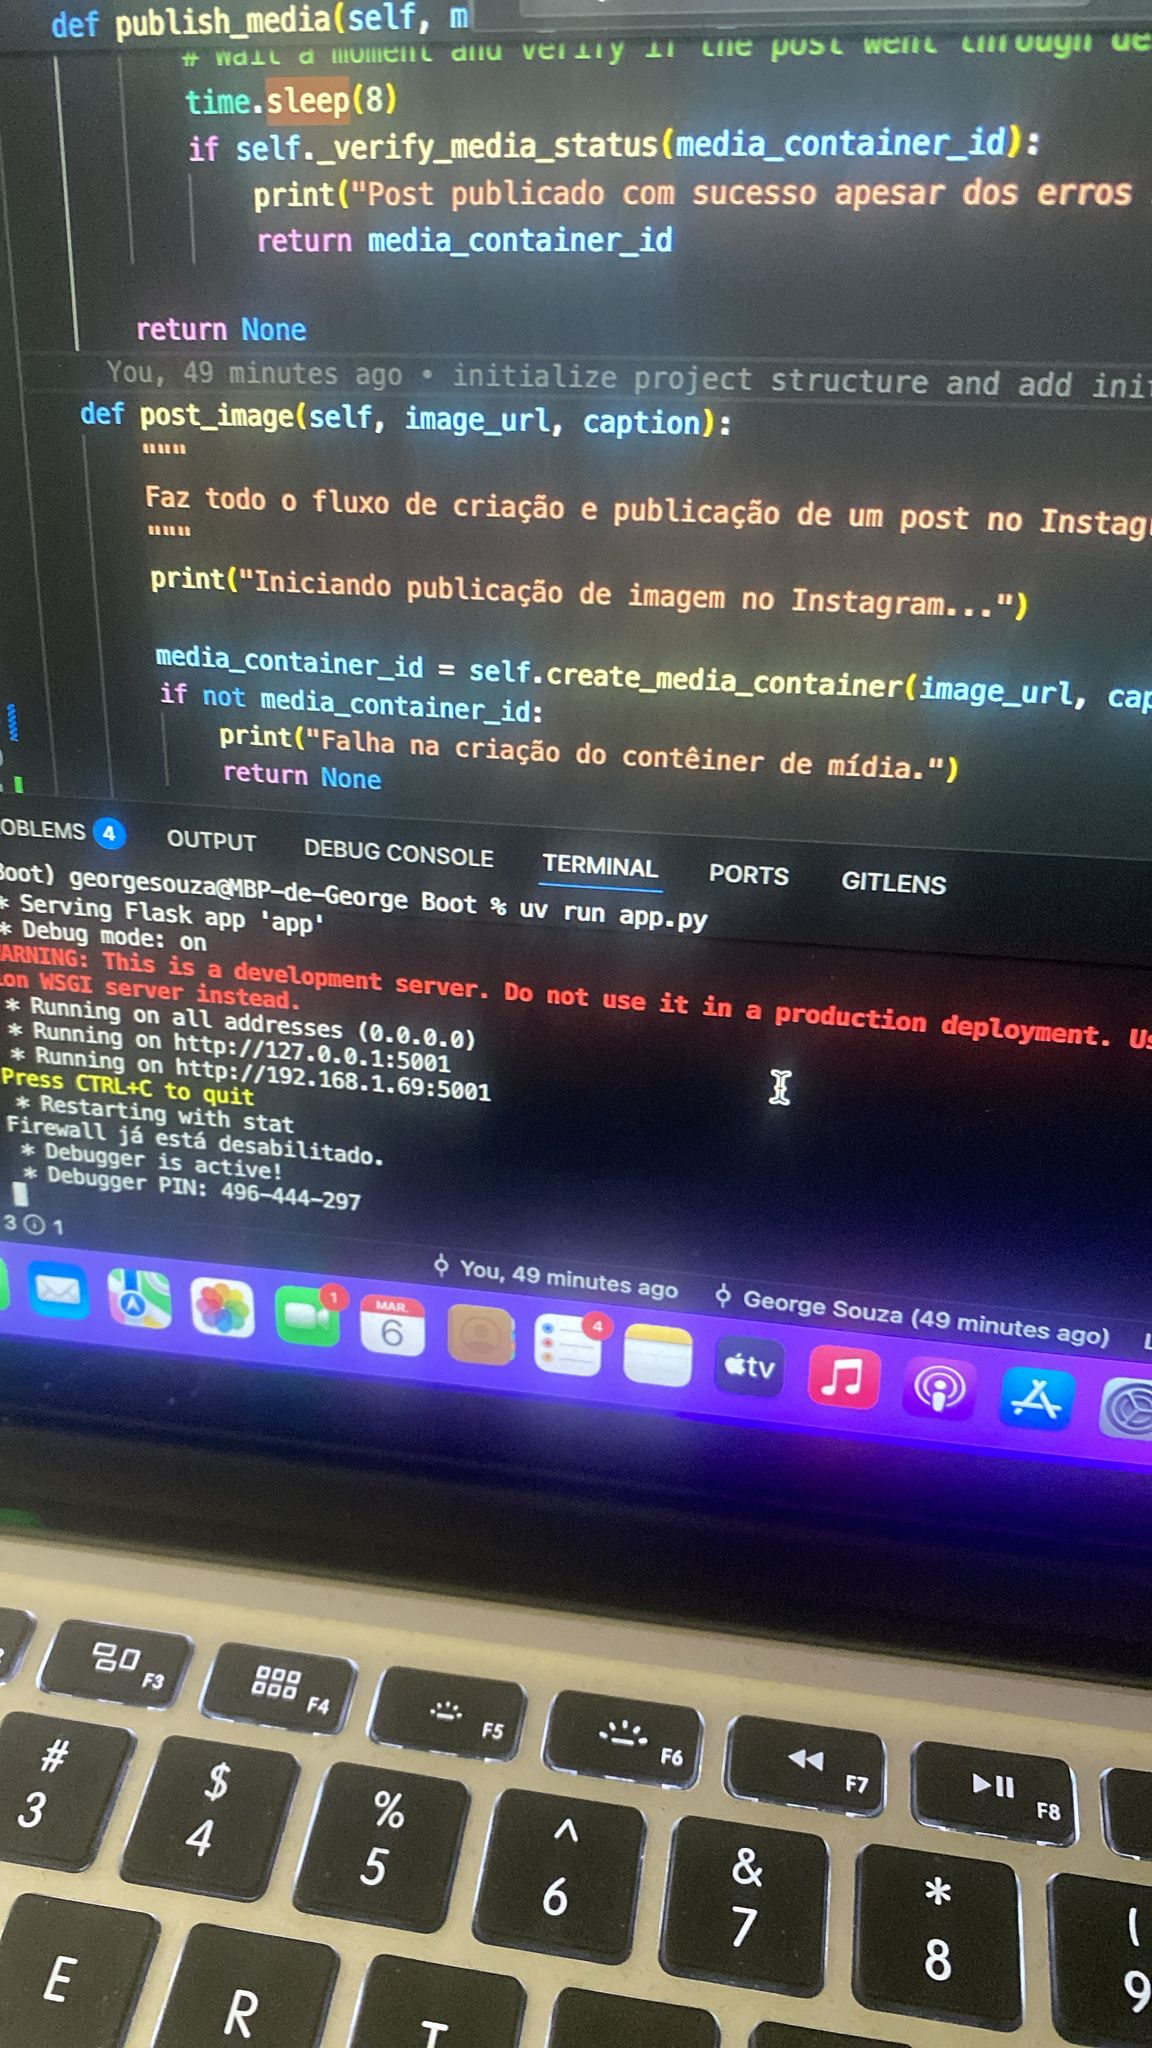 def publish_media(self, m
# Wait a moment and verify if the post went through de
time.sleep(8)
if self._verify_media_status(media_container_id):
print("Post publicado com sucesso apesar dos erros
return media_container_id
return None
You, 49 minutes ago • initialize project structure and add ini
def post_image(self, image_url, caption):
"""
Faz todo o fluxo de criação e publicação de um post no Instag
"""
print("Iniciando publicação de imagem no Instagram...")
media_container_id = self.create_media_container(image_url, cap
if not media_container_id:
print("Falha na criação do contêiner de mídia.")
return None
OBLEMS 4 OUTPUT DEBUG CONSOLE TERMINAL PORTS GITLENS
Boot) georgesouza@MBP-de-George Boot % uv run app.py
* Serving Flask app 'app'
* Debug mode: on
ARNING: This is a development server. Do not use it in a production deployment. Us
on WSGI server instead.
* Running on all addresses (0.0.0.0)
* Running on http://127.0.0.1:5001
* Running on http://192.168.1.69:5001
Press CTRL+C to quit
* Restarting with stat
Firewall já está desabilitado.
* Debugger is active!
* Debugger PIN: 496-444-297
3 1
You, 49 minutes ago George Souza (49 minutes ago) L
1 MAR. 6 4 tv
F3 F4 F5 F6 F7 F8
# $ % ^ & * (
3 4 5 6 7 8 9
E R T